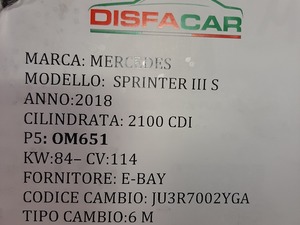 DISFACAR
MARCA: MERCEDES
MODELLO: SPRINTER III S
ANNO:2018
CILINDRATA: 2100 CDI
P5: OM651
KW:84– CV:114
FORNITORE: E-BAY
CODICE CAMBIO: JU3R7002YGA
TIPO CAMBIO:6 M